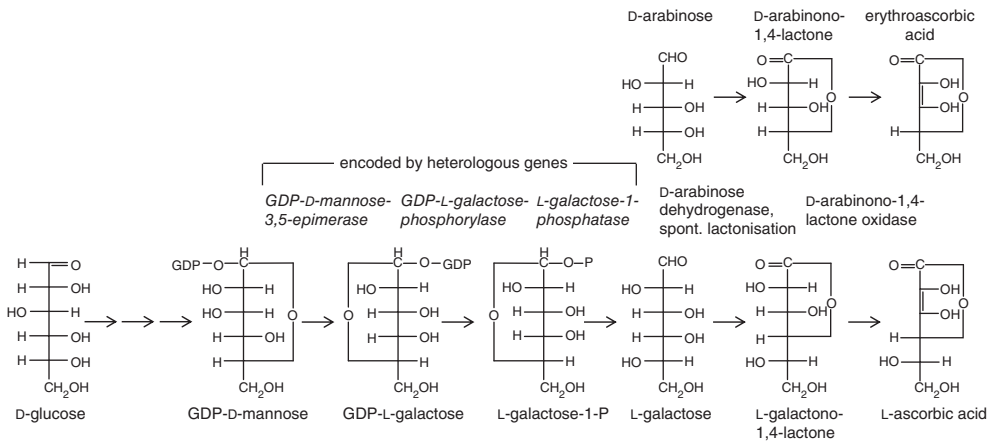 D-arabinose D-arabinono- erythroascorbic
1,4-lactone acid
CHO O=C O=C
HO H HO H OH
O O
H OH H OH OH
H OH H H
CH₂OH CH₂OH CH₂OH
encoded by heterologous genes
GDP-D-mannose- GDP-L-galactose- L-galactose-1-
3,5-epimerase phosphorylase phosphatase
D-arabinose
dehydrogenase,
spont. lactonisation
D-arabinono-1,4-
lactone oxidase
H H H
H O GDP–O–C C–O–GDP C–O–P CHO O=C O=C
H OH HO H HO H HO H HO H HO H OH
O O
HO H HO H H OH H OH H OH H OH OH
O O O
H OH H OH H OH H OH H OH H H
H OH H H H HO H HO H HO H
CH₂OH CH₂OH CH₂OH CH₂OH CH₂OH CH₂OH CH₂OH
D-glucose GDP-D-mannose GDP-L-galactose L-galactose-1-P L-galactose L-galactono- L-ascorbic acid
1,4-lactone